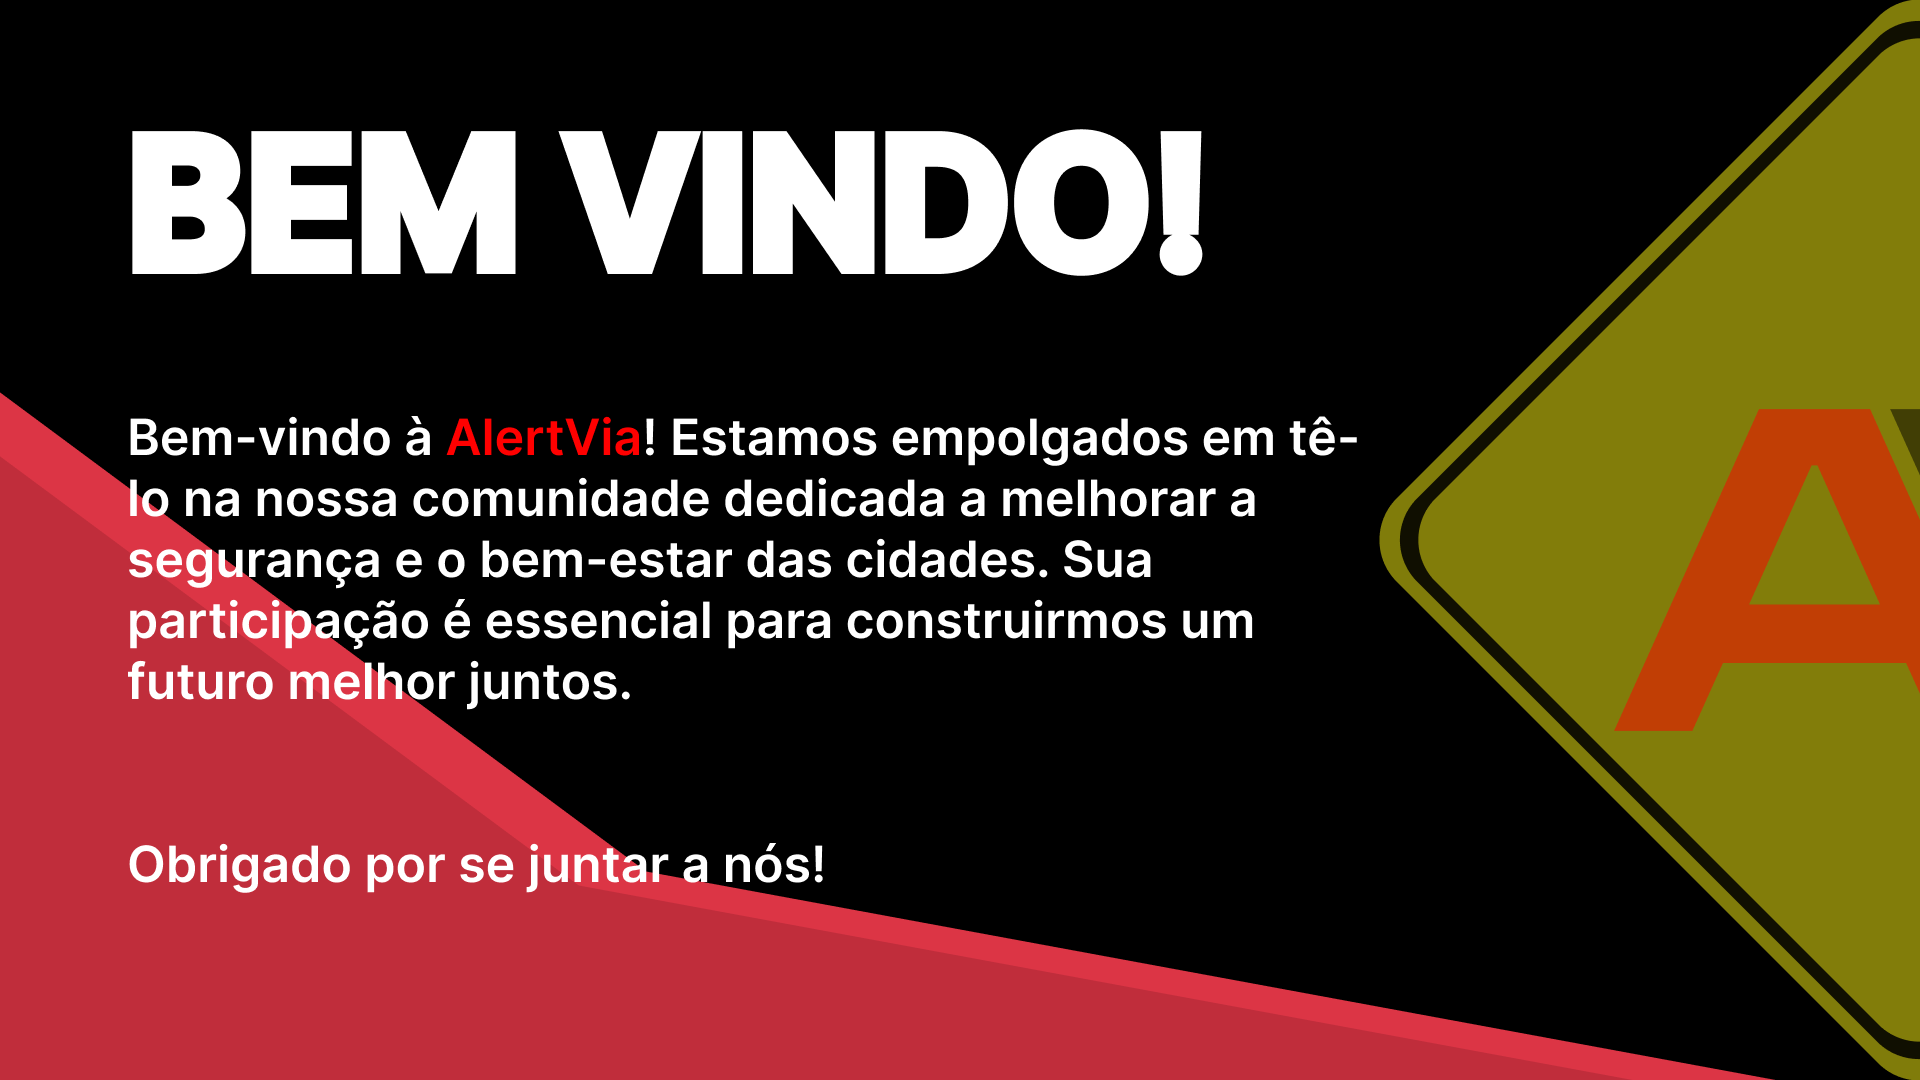 BEM VINDO!
Bem-vindo à AlertVia! Estamos empolgados em tê-
lo na nossa comunidade dedicada a melhorar a
segurança e o bem-estar das cidades. Sua
participação é essencial para construirmos um
futuro melhor juntos.
Obrigado por se juntar a nós!
A